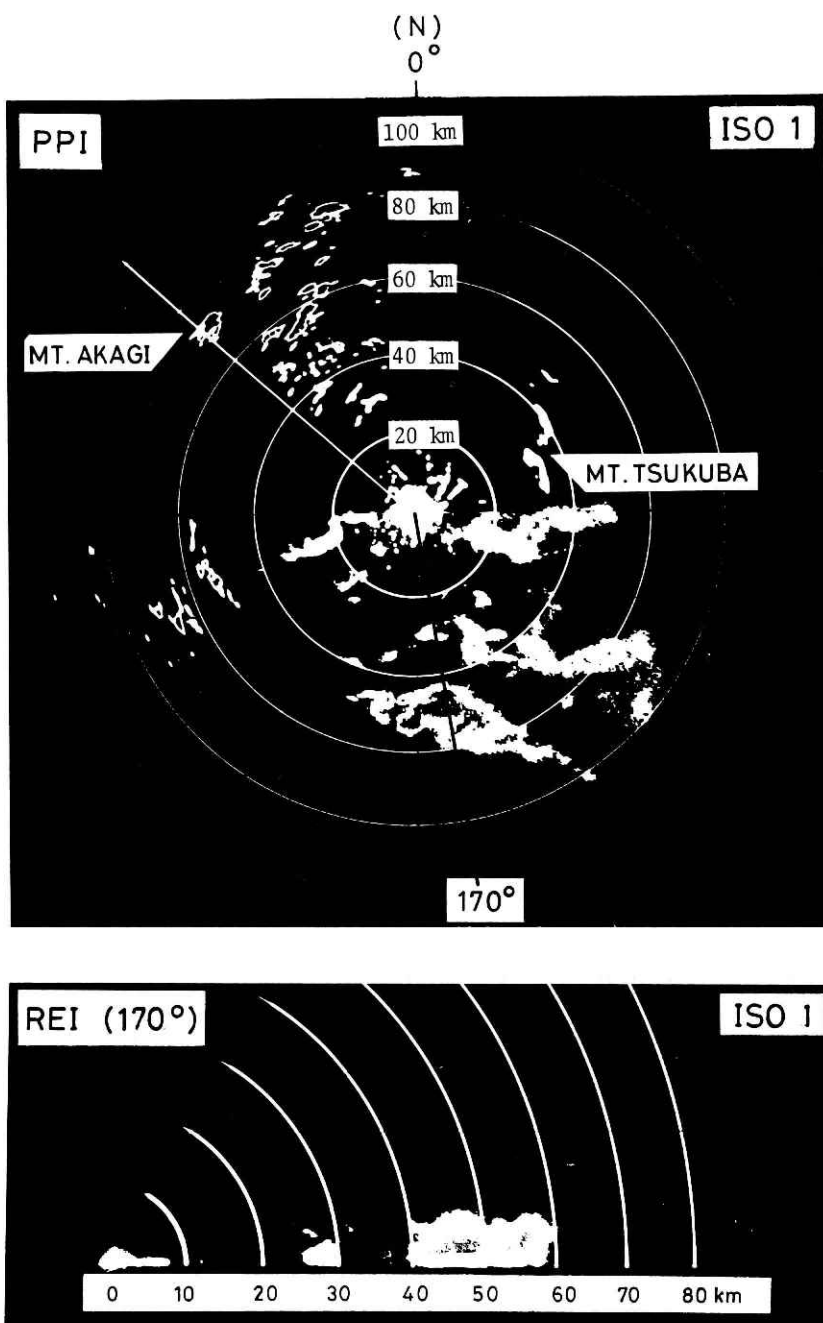 (N)
0°
PPI
100 km
ISO 1
80 km
60 km
MT. AKAGI
40 km
20 km
MT. TSUKUBA
170°
REI (170°)
ISO 1
0 10 20 30 40 50 60 70 80 km